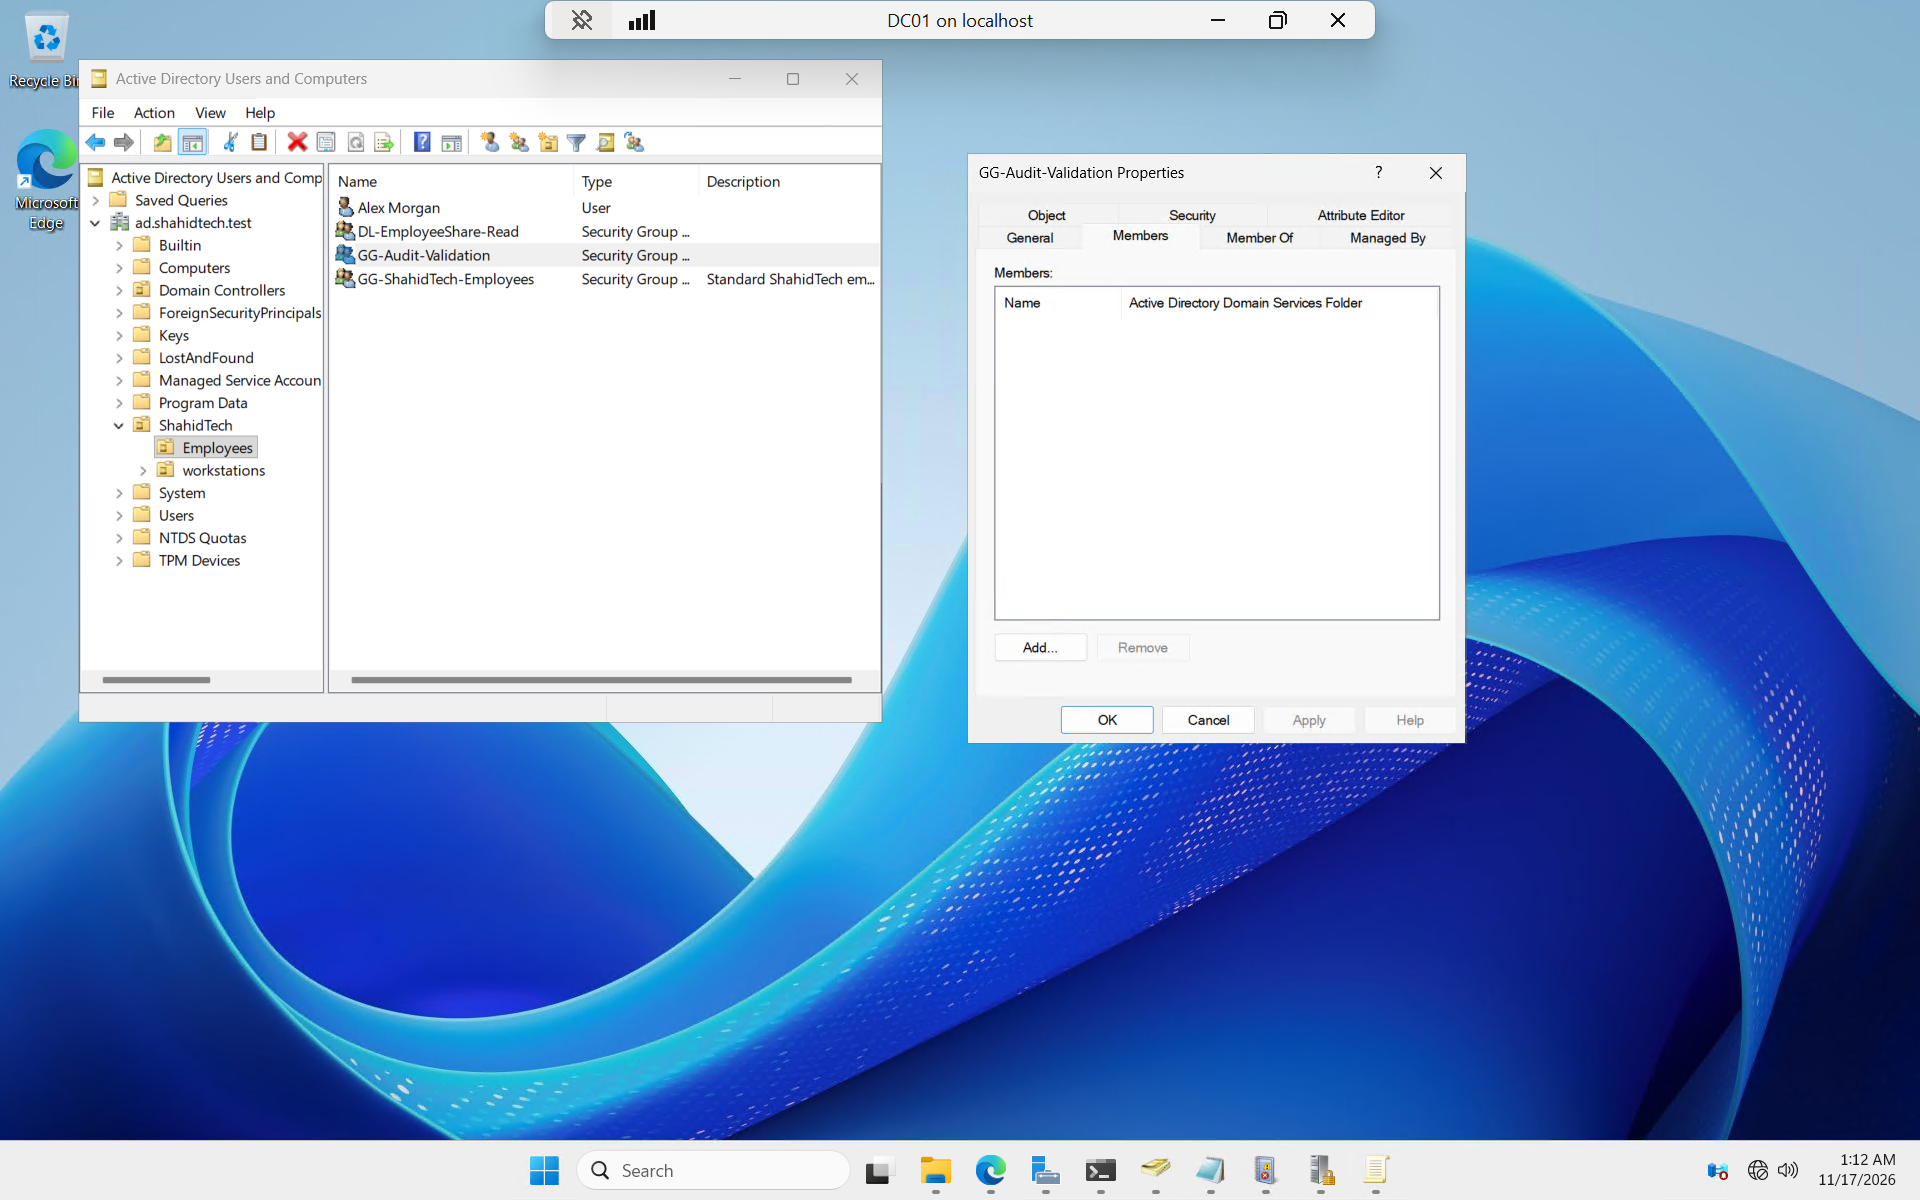 DC01 on localhost
Recycle Bi
Microsoft
Edge
Active Directory Users and Computers
File Action View Help
Active Directory Users and Comp
Saved Queries
ad.shahidtech.test
Builtin
Computers
Domain Controllers
ForeignSecurityPrincipals
Keys
LostAndFound
Managed Service Accoun
Program Data
ShahidTech
Employees
workstations
System
Users
NTDS Quotas
TPM Devices
Name Type Description
Alex Morgan User
DL-EmployeeShare-Read Security Group ...
GG-Audit-Validation Security Group ...
GG-ShahidTech-Employees Security Group ... Standard ShahidTech em...
GG-Audit-Validation Properties
?
Object Security Attribute Editor
General Members Member Of Managed By
Members:
Name Active Directory Domain Services Folder
Add... Remove
OK Cancel Apply Help
Search
1:12 AM
11/17/2026